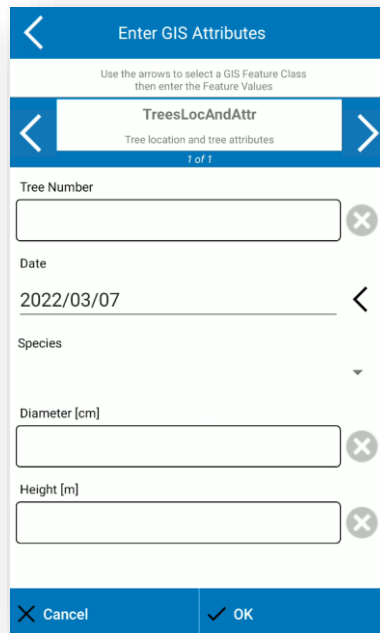 Enter GIS Attributes
Use the arrows to select a GIS Feature Class
then enter the Feature Values
TreesLocAndAttr
Tree location and tree attributes
1 of 1
Tree Number
Date
2022/03/07
Species
Diameter [cm]
Height [m]
Cancel
OK